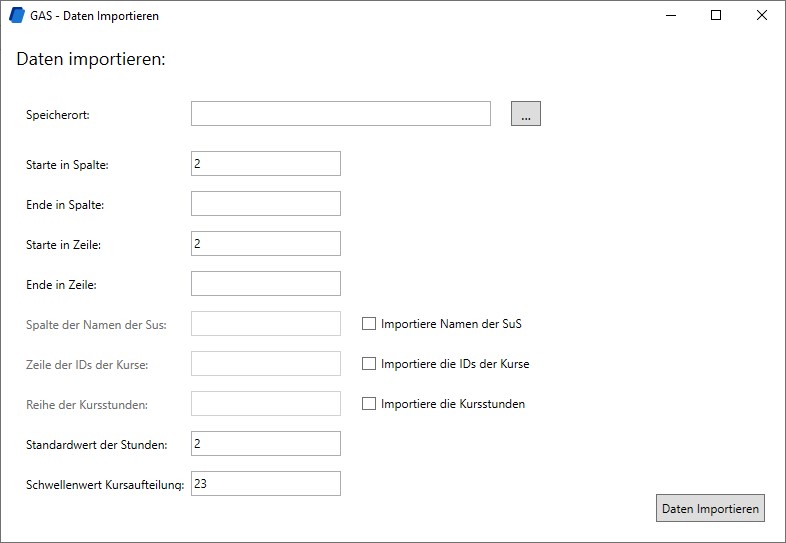 GAS - Daten Importieren
Daten importieren:
Speicherort:
...
Starte in Spalte: 2
Ende in Spalte:
Starte in Zeile: 2
Ende in Zeile:
Spalte der Namen der Sus: Importiere Namen der SuS
Zeile der IDs der Kurse: Importiere die IDs der Kurse
Reihe der Kursstunden: Importiere die Kursstunden
Standardwert der Stunden: 2
Schwellenwert Kursaufteilung: 23
Daten Importieren